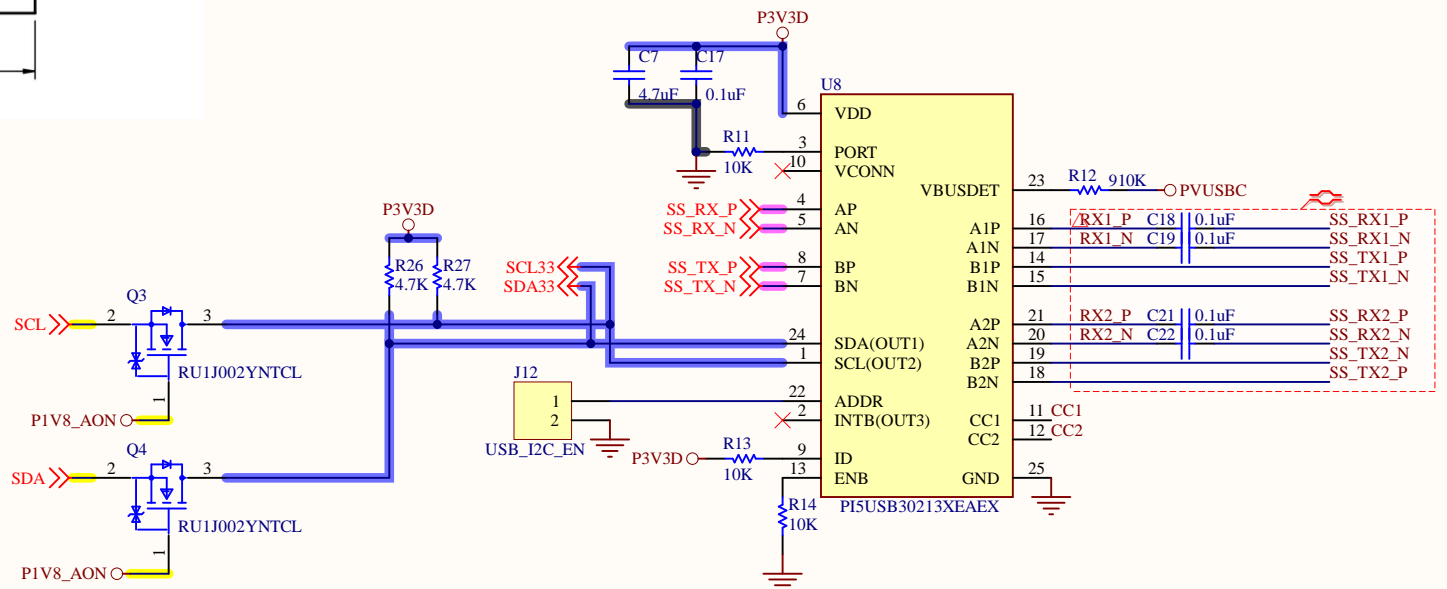 P3V3D
C7
C17
4.7uF
0.1uF
U8
6
VDD
R11
10K
3
PORT
10
VCONN
23
VBUSDET
R12
910K
PVUSBC
SS_RX_P
4
AP
SS_RX_N
5
AN
SS_TX_P
8
BP
SS_TX_N
7
BN
16
A1P
RX1_P
C18
0.1uF
SS_RX1_P
17
A1N
RX1_N
C19
0.1uF
SS_RX1_N
14
B1P
SS_TX1_P
15
B1N
SS_TX1_N
21
A2P
RX2_P
C21
0.1uF
SS_RX2_P
20
A2N
RX2_N
C22
0.1uF
SS_RX2_N
19
B2P
SS_TX2_N
18
B2N
SS_TX2_P
P3V3D
R26
4.7K
R27
4.7K
SCL33
SDA33
Q3
SCL
2
3
RU1J002YNTCL
1
P1V8_AON
24
SDA(OUT1)
1
SCL(OUT2)
J12
1
2
USB_I2C_EN
22
ADDR
2
INTB(OUT3)
11
CC1
CC1
12
CC2
CC2
Q4
SDA
2
3
RU1J002YNTCL
1
P1V8_AON
P3V3D
R13
10K
9
ID
13
ENB
25
GND
R14
10K
PI5USB30213XEAEX